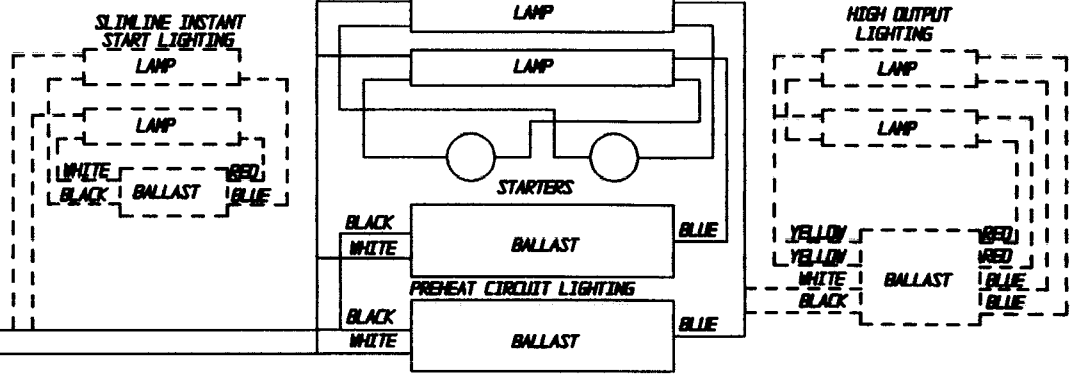 SLIMLINE INSTANT
START LIGHTING
LAMP
LAMP
WHITE
RED
BLACK
BALLAST
BLUE
LAMP
LAMP
STARTERS
BLACK
WHITE
BALLAST
BLUE
PREHEAT CIRCUIT LIGHTING
BLACK
WHITE
BALLAST
BLUE
HIGH OUTPUT
LIGHTING
LAMP
LAMP
YELLOW
RED
YELLOW
RED
WHITE
BALLAST
BLUE
BLACK
BLUE